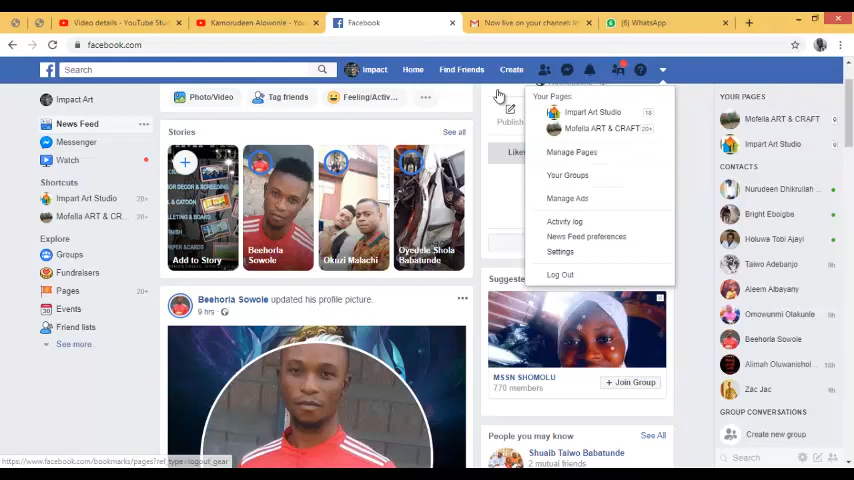 Video details - YouTube Stu
Kamorudeen Alowonle - YouTube
Facebook
Now live on your channel: Im
(6) WhatsApp
facebook.com
Search
Impact
Home
Find Friends
Create
Impact Art
News Feed
Messenger
Watch
Shortcuts
Impart Art Studio 20+
Mofella ART & CR... 20+
Explore
Groups
Fundraisers
Pages 20+
Events
Friend lists
See more
Photo/Video
Tag friends
Feeling/Activ...
Stories
See all
Add to Story
Beehoria Sowole
Okuzi Malachi
Oyedele Shola Babatunde
Beehoria Sowole updated his profile picture.
9 hrs
Publish
Likes
Your Pages
Impart Art Studio 18
Mofella ART & CRAFT 20+
Manage Pages
Your Groups
Manage Ads
Activity log
News Feed preferences
Settings
Log Out
Suggeste
MSSN SHOMOLU
770 members
+ Join Group
People you may know
See All
Shuaib Taiwo Babatunde
2 mutual friends
YOUR PAGES
Mofella ART & CRAFT
Impart Art Studio
CONTACTS
Nurudeen Dhikrullah
Bright Eboigbe
Holuwa Tobi Ajayi
Taiwo Adebanjo
Aleem Albayany
Omowunmi Olakunle
Beehoria Sowole
Alimah Oluwanishol...
Zac Jac
GROUP CONVERSATIONS
Create new group
Search
https://www.facebook.com/bookmarks/pages?ref_type=logout_gear